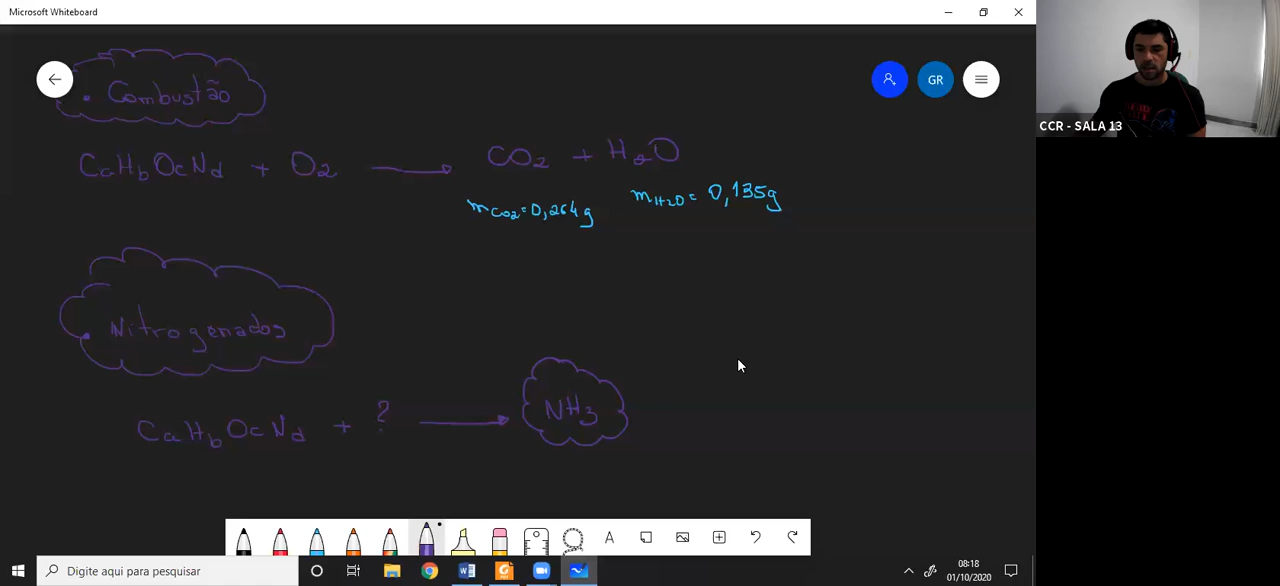 Microsoft Whiteboard
• Combustão
GR
CCR - SALA 13
CaHbOcNd + O2 → CO2 + H2O
mCO2 = 0,264g mH2O = 0,135g
• Nitrogenados
CaHbOcNd + ? → NH3
A
Digite aqui para pesquisar
08:18
01/10/2020